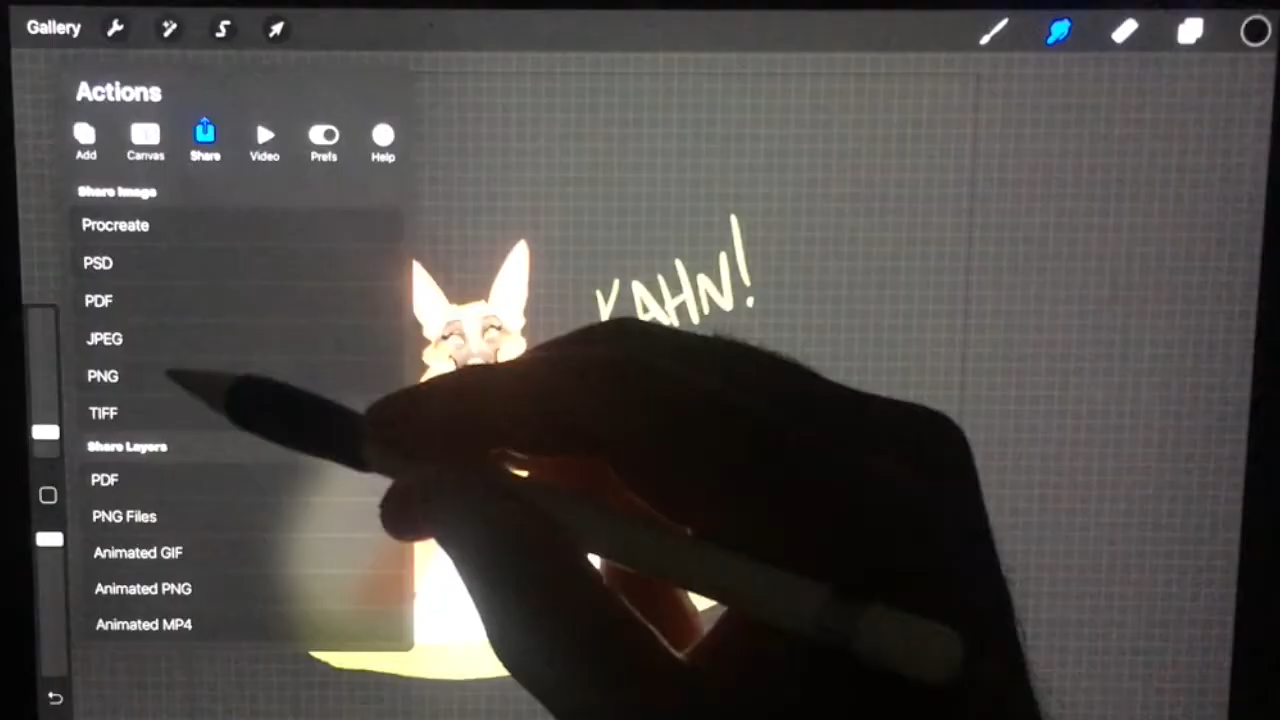 Gallery
Actions
Add Canvas Share Video Prefs Help
Share Image
Procreate
PSD
PDF
JPEG
PNG
TIFF
Share Layers
PDF
PNG Files
Animated GIF
Animated PNG
Animated MP4
KAHN!